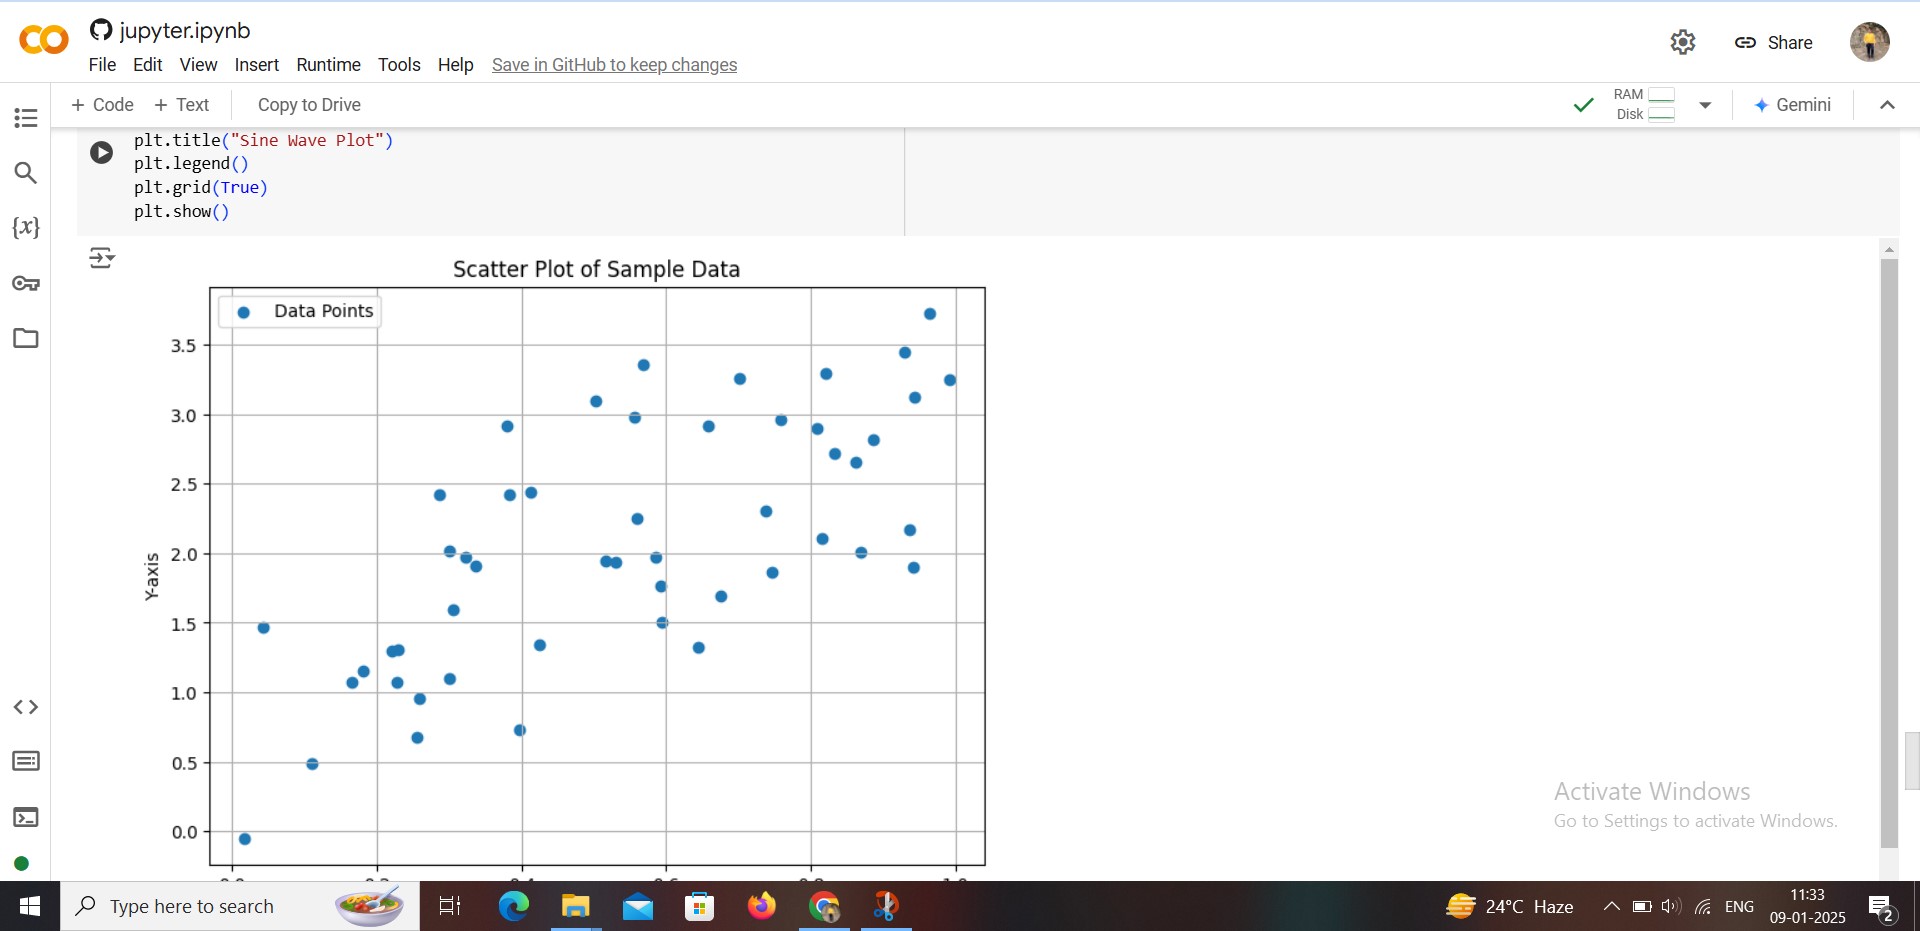 jupyter.ipynb
File Edit View Insert Runtime Tools Help Save in GitHub to keep changes
Share
+ Code + Text Copy to Drive
RAM
Disk
Gemini
plt.title("Sine Wave Plot")
plt.legend()
plt.grid(True)
plt.show()
{x}
Scatter Plot of Sample Data
Data Points
3.5
3.0
2.5
2.0
1.5
1.0
0.5
0.0
Y-axis
Activate Windows
Go to Settings to activate Windows.
Type here to search
24°C Haze
ENG
11:33
09-01-2025
2